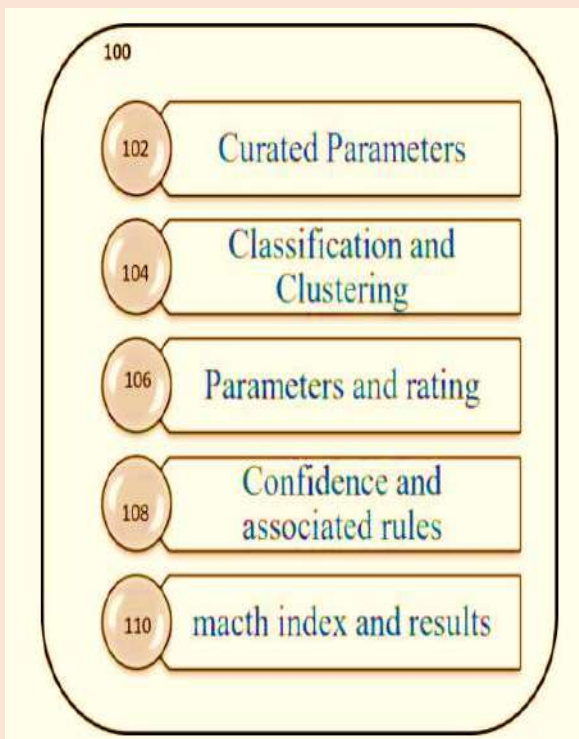 100
102
Curated Parameters
104
Classification and
Clustering
106
Parameters and rating
108
Confidence and
associated rules
110
macth index and results